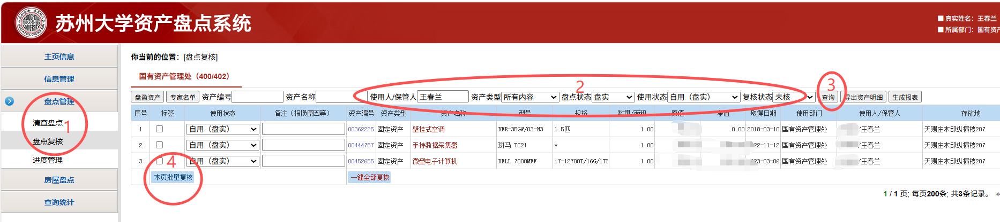 苏州大学资产盘点系统
真实姓名：王春兰
所属部门：国有资产
主页信息
信息管理
盘点管理
清查盘点
盘点复核
进度管理
房屋盘点
查询统计
1
你当前的位置：[盘点复核]
国有资产管理处（400/402）
2
3
盘盈资产 专家名单 资产编号 资产名称 使用人/保管人 王春兰 资产类型 所有内容 盘点状态 盘实 使用状态 自用（盘实） 复核状态 未核 查询 导出资产明细 生成报表
序号 标签 使用状态 备注（报损原因等） 资产编号 资产类型 资产名称 型号 规格 数量/面积 原值 净值 取得日期 使用部门 使用人/保管人 存放地
1 自用（盘实） 00362225 固定资产 壁挂式空调 KFR-35GW/03-N3 1.5匹 1.00 0.00 2018-03-10 国有资产管理处 /王春兰 天赐庄本部纵横楼207
2 自用（盘实） 00444757 固定资产 手持数据采集器 斑马 TC21 * 1.00 22-11-12 国有资产管理处 /王春兰 天赐庄本部纵横楼207
3 自用（盘实） 00452655 固定资产 微型电子计算机 DELL 7000MFF i7-12700T/16G/1T 1.00 23-03-06 国有资产管理处 /王春兰 天赐庄本部纵横楼207
4
本页批量复核 一键全部复核
1 / 1 页; 每页200条; 共3条记录。